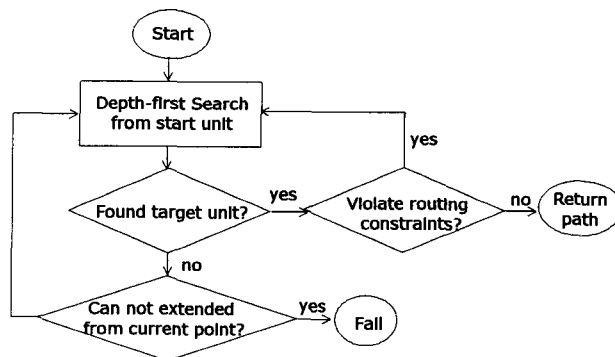 Start
Depth-first Search
from start unit
yes
Found target unit?
yes
Violate routing
constraints?
no
Return
path
no
Can not extended
from current point?
yes
Fall